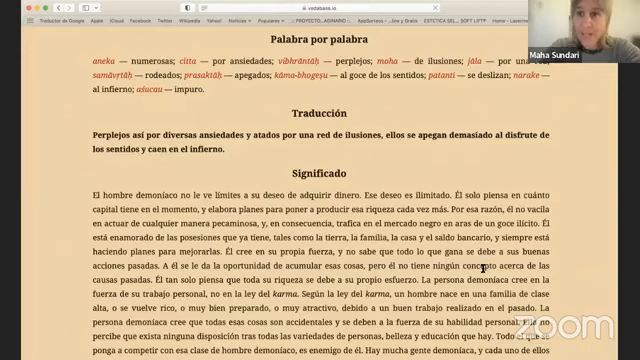 vedabase.io
Traductor de Google
iCloud
Facebook
Twitter
Wikipedia
Yahoo
Noticias
Populares
Maha Sundari
Palabra por palabra
aneka — numerosas; citta — por ansiedades; vibhrāntāḥ — perplejos; moha — de ilusiones; jāla — por una
samāvṛtāḥ — rodeados; prasaktāḥ — apegados; kāma-bhogeṣu — al goce de los sentidos; patanti — se deslizan; narake —
al infierno; aśucau — impuro.
Traducción
Perplejos así por diversas ansiedades y atados por una red de ilusiones, ellos se apegan demasiado al disfrute de
los sentidos y caen en el infierno.
Significado
El hombre demoníaco no le ve límites a su deseo de adquirir dinero. Ese deseo es ilimitado. Él solo piensa en cuánto
capital tiene en el momento, y elabora planes para poner a producir esa riqueza cada vez más. Por esa razón, él no vacila
en actuar de cualquier manera pecaminosa, y, en consecuencia, trafica en el mercado negro en aras de un goce ilícito. Él
está enamorado de las posesiones que ya tiene, tales como la tierra, la familia, la casa y el saldo bancario, y siempre está
haciendo planes para mejorarlas. Él cree en su propia fuerza, y no sabe que todo lo que gana se debe a sus buenas
acciones pasadas. A él se le da la oportunidad de acumular esas cosas, pero él no tiene ningún concepto acerca de las
causas pasadas. Él tan solo piensa que toda su riqueza se debe a su propio esfuerzo. La persona demoníaca cree en la
fuerza de su trabajo personal, no en la ley del karma. Según la ley del karma, un hombre nace en una familia de clase
alta, o se vuelve rico, o muy bien preparado, o muy atractivo, debido a un buen trabajo realizado en el pasado. La
persona demoníaca cree que todas esas cosas son accidentales y se deben a la fuerza de su habilidad personal. Ella no
percibe que exista ninguna disposición tras todas las variedades de personas, belleza y educación que hay. Todo el que se
ponga a competir con esa clase de hombre demoníaco, es enemigo de él. Hay mucha gente demoníaca, y cada uno de ellos
zoom